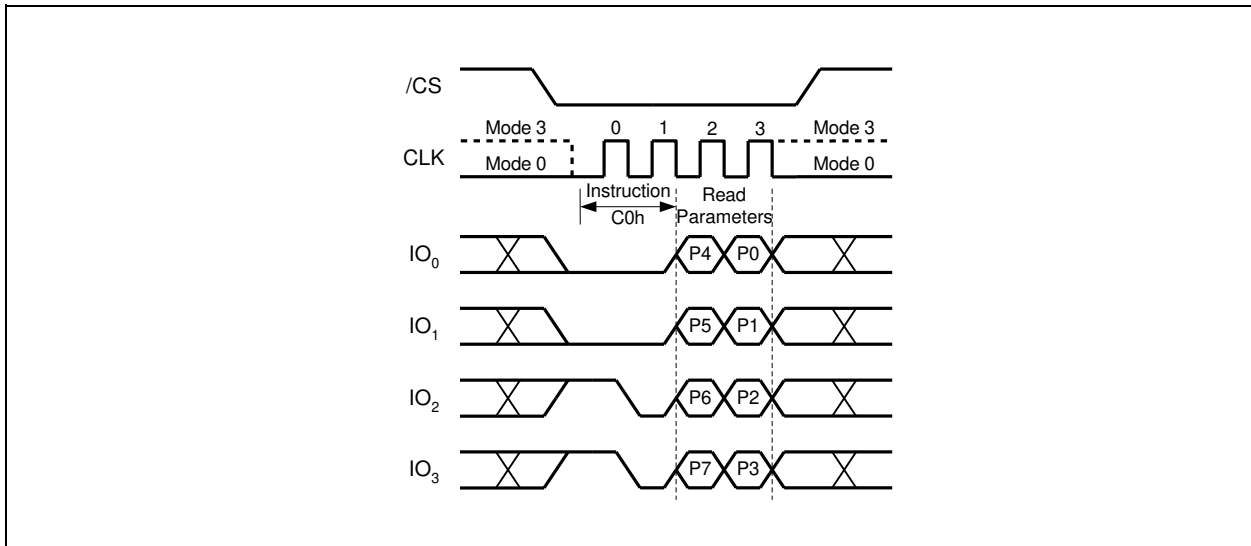 /CS
Mode 3 0 1 2 3 Mode 3
CLK
Mode 0 Mode 0
Instruction Read
C0h Parameters
IO0 P4 P0
IO1 P5 P1
IO2 P6 P2
IO3 P7 P3